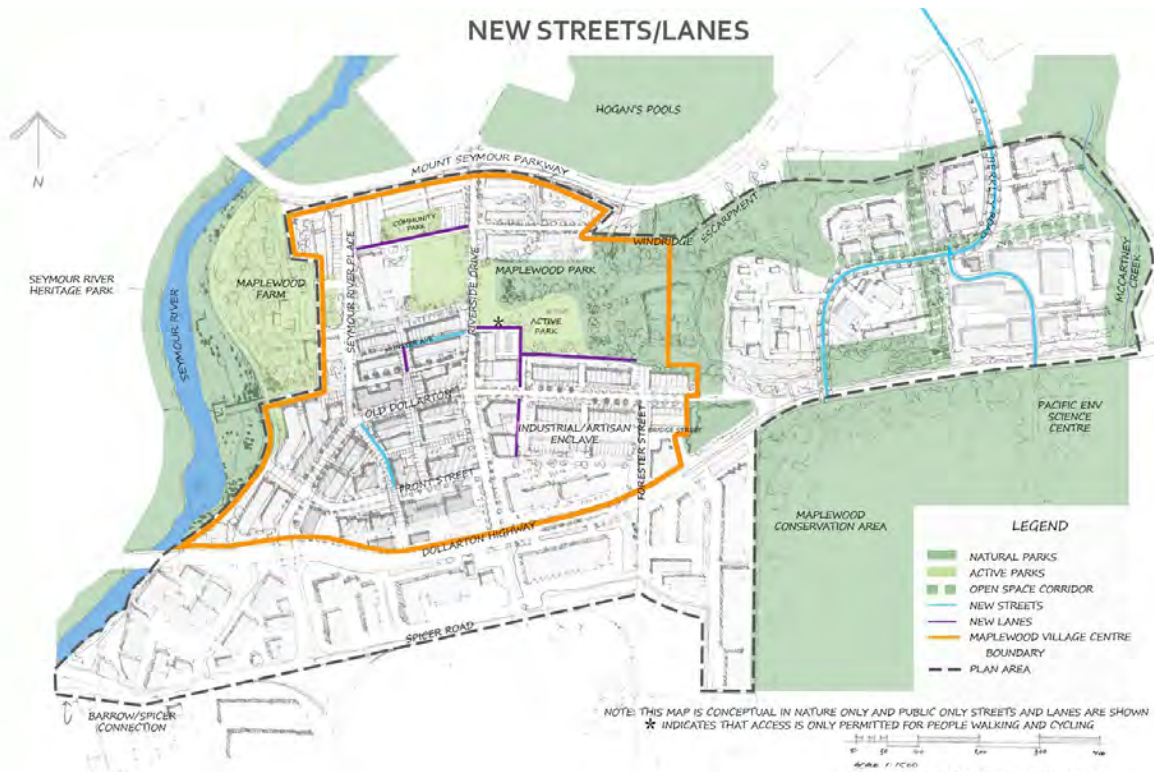 NEW STREETS/LANES
HOGAN'S POOLS
MOUNT SEYMOUR PARKWAY
N
COMMUNITY
PARK
WINDRIDGE
ESCARPMENT
SEYMOUR RIVER
HERITAGE PARK
MAPLEWOOD
FARM
SEYMOUR RIVER
SEYMOUR RIVER PLACE
RIVERSIDE DRIVE
MAPLEWOOD PARK
MCCARTNEY
CREEK
*
ACTIVE
PARK
OLD DOLLARTON
INDUSTRIAL/ARTISAN
ENCLAVE
FORESTER STREET
BRIDGE STREET
FRONT STREET
DOLLARTON HIGHWAY
SPICER ROAD
PACIFIC ENV
SCIENCE
CENTRE
MAPLEWOOD
CONSERVATION AREA
BARROW/SPICER
CONNECTION
LEGEND
NATURAL PARKS
ACTIVE PARKS
OPEN SPACE CORRIDOR
NEW STREETS
NEW LANES
MAPLEWOOD VILLAGE CENTRE
BOUNDARY
PLAN AREA
NOTE: THIS MAP IS CONCEPTUAL IN NATURE ONLY AND PUBLIC ONLY STREETS AND LANES ARE SHOWN
* INDICATES THAT ACCESS IS ONLY PERMITTED FOR PEOPLE WALKING AND CYCLING